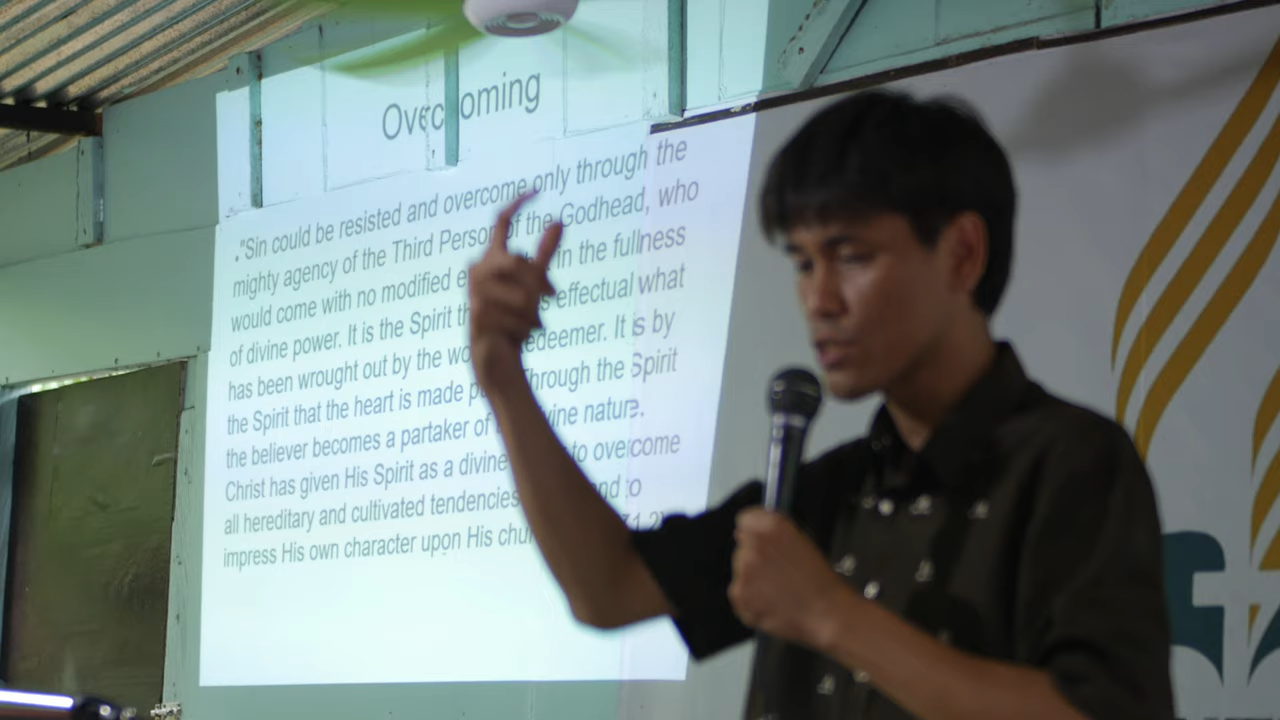 Overcoming
."Sin could be resisted and overcome only through the
mighty agency of the Third Person of the Godhead, who
would come with no modified in the fullness
of divine power. It is the Spirit effectual what
has been wrought out by the edeemer. It is by
the Spirit that the heart is made Through the Spirit
the believer becomes a partaker of nature.
Christ has given His Spirit as a divine to overcome
all hereditary and cultivated tendencies to
impress His own character upon His